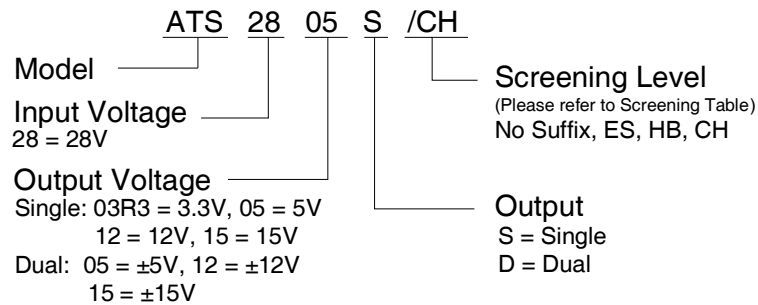 ATS 28 05 S /CH
Model
Input Voltage
28 = 28V
Output Voltage
Single: 03R3 = 3.3V, 05 = 5V
12 = 12V, 15 = 15V
Dual: 05 = ±5V, 12 = ±12V
15 = ±15V
Screening Level
(Please refer to Screening Table)
No Suffix, ES, HB, CH
Output
S = Single
D = Dual